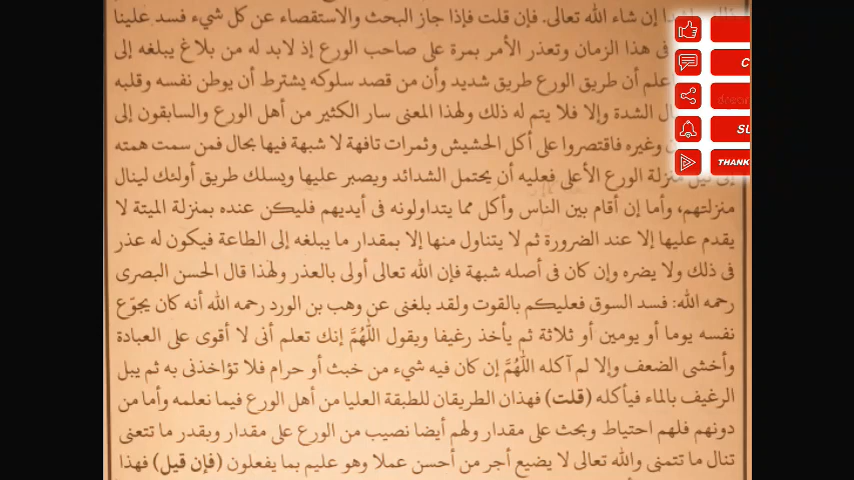 إن شاء الله تعالى. فإن قلت فإذا جاز البحث والاستقصاء عن كل شيء فسد علينا
فى هذا الزمان وتعذر الأمر بمرة على صاحب الورع إذ لابد له من بلاغ يبلغه إلى
علم أن طريق الورع طريق شديد وأن من قصد سلوكه يشترط أن يوطن نفسه وقلبه
الشدة وإلا فلا يتم له ذلك ولهذا المعنى سار الكثير من أهل الورع والسابقون إلى
وغيره فاقتصروا على أكل الحشيش وثمرات تافهة لا شبهة فيها بحال فمن سمت همته
إلى نيل منزلة الورع الأعلى فعليه أن يحتمل الشدائد ويصبر عليها ويسلك طريق أولئك لينال
منزلتهم، وأما إن أقام بين الناس وأكل مما يتداولونه فى أيديهم فليكن عنده بمنزلة الميتة لا
يقدم عليها إلا عند الضرورة ثم لا يتناول منها إلا بمقدار ما يبلغه إلى الطاعة فيكون له عذر
فى ذلك ولا يضره وإن كان فى أصله شبهة فإن الله تعالى أولى بالعذر ولهذا قال الحسن البصرى
رحمه الله: فسد السوق فعليكم بالقوت ولقد بلغنى عن وهب بن الورد رحمه الله أنه كان يجوّع
نفسه يوما أو يومين أو ثلاثة ثم يأخذ رغيفا ويقول اللّٰهُمَّ إنك تعلم أنى لا أقوى على العبادة
وأخشى الضعف وإلا لم آكله اللّٰهُمَّ إن كان فيه شيء من خبث أو حرام فلا تؤاخذنى به ثم يبل
الرغيف بالماء فيأكله (قلت) فهذان الطريقان للطبقة العليا من أهل الورع فيما نعلمه وأما من
دونهم فلهم احتياط وبحث على مقدار ولهم أيضا نصيب من الورع على مقدار وبقدر ما تتعنى
تنال ما تتمنى والله تعالى لا يضيع أجر من أحسن عملا وهو عليم بما يفعلون (فإن قيل) فهذا
C
SU
THANK